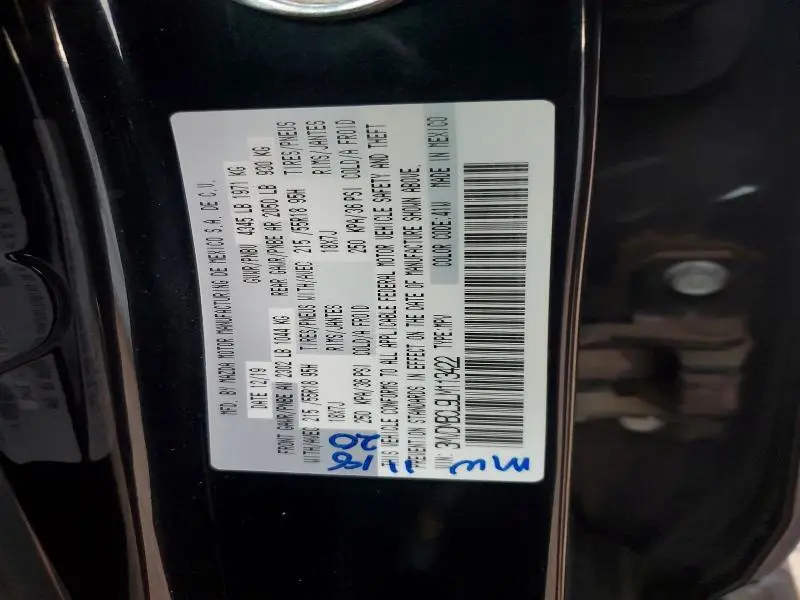 MFD. BY MAZDA MOTOR MANUFACTURING DE MEXICO S.A. DE C.V.
DATE 12/19 GVWR/PNBV 4345 LB 1971 KG
FRONT GAWR/PNBE AV 2302 LB 1044 KG REAR GAWR/PNBE AR 2050 LB 930 KG
WITH/AVEC 215 /55R18 95H TIRES/PNEUS WITH/AVEC 215 /55R18 95H TIRES/PNEUS
18X7J RIMS/JANTES 18X7J RIMS/JANTES
250 KPA/36 PSI COLD/A FROID 250 KPA/36 PSI COLD/A FROID
THIS VEHICLE CONFORMS TO ALL APPLICABLE FEDERAL MOTOR VEHICLE SAFETY AND THEFT
PREVENTION STANDARDS IN EFFECT ON THE DATE OF MANUFACTURE SHOWN ABOVE.
VIN: 3MVDMBCL9LM113422 TYPE:MPV COLOR CODE:41W MADE IN MEXICO
20
mw